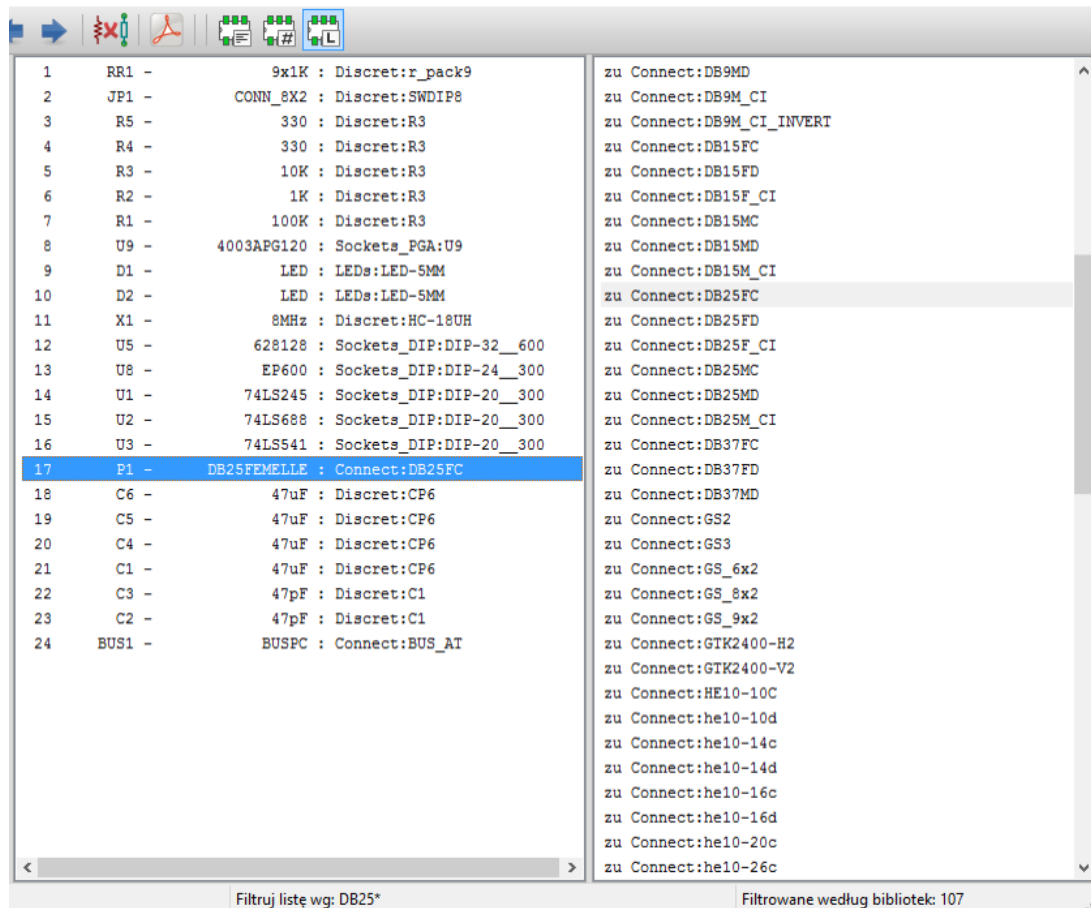 1 RR1 - 9x1K : Discret:r_pack9
2 JP1 - CONN_8X2 : Discret:SWDIP8
3 R5 - 330 : Discret:R3
4 R4 - 330 : Discret:R3
5 R3 - 10K : Discret:R3
6 R2 - 1K : Discret:R3
7 R1 - 100K : Discret:R3
8 U9 - 4003APG120 : Sockets_PGA:U9
9 D1 - LED : LEDs:LED-5MM
10 D2 - LED : LEDs:LED-5MM
11 X1 - 8MHz : Discret:HC-18UH
12 U5 - 628128 : Sockets_DIP:DIP-32__600
13 U8 - EP600 : Sockets_DIP:DIP-24__300
14 U1 - 74LS245 : Sockets_DIP:DIP-20__300
15 U2 - 74LS688 : Sockets_DIP:DIP-20__300
16 U3 - 74LS541 : Sockets_DIP:DIP-20__300
17 P1 - DB25FEMELLE : Connect:DB25FC
18 C6 - 47uF : Discret:CP6
19 C5 - 47uF : Discret:CP6
20 C4 - 47uF : Discret:CP6
21 C1 - 47uF : Discret:CP6
22 C3 - 47pF : Discret:C1
23 C2 - 47pF : Discret:C1
24 BUS1 - BUSPC : Connect:BUS_AT
zu Connect:DB9MD
zu Connect:DB9M_CI
zu Connect:DB9M_CI_INVERT
zu Connect:DB15FC
zu Connect:DB15FD
zu Connect:DB15F_CI
zu Connect:DB15MC
zu Connect:DB15MD
zu Connect:DB15M_CI
zu Connect:DB25FC
zu Connect:DB25FD
zu Connect:DB25F_CI
zu Connect:DB25MC
zu Connect:DB25MD
zu Connect:DB25M_CI
zu Connect:DB37FC
zu Connect:DB37FD
zu Connect:DB37MD
zu Connect:GS2
zu Connect:GS3
zu Connect:GS_6x2
zu Connect:GS_8x2
zu Connect:GS_9x2
zu Connect:GTK2400-H2
zu Connect:GTK2400-V2
zu Connect:HE10-10C
zu Connect:he10-10d
zu Connect:he10-14c
zu Connect:he10-14d
zu Connect:he10-16c
zu Connect:he10-16d
zu Connect:he10-20c
zu Connect:he10-26c
Filtruj listę wg: DB25*
Filtrowane według bibliotek: 107